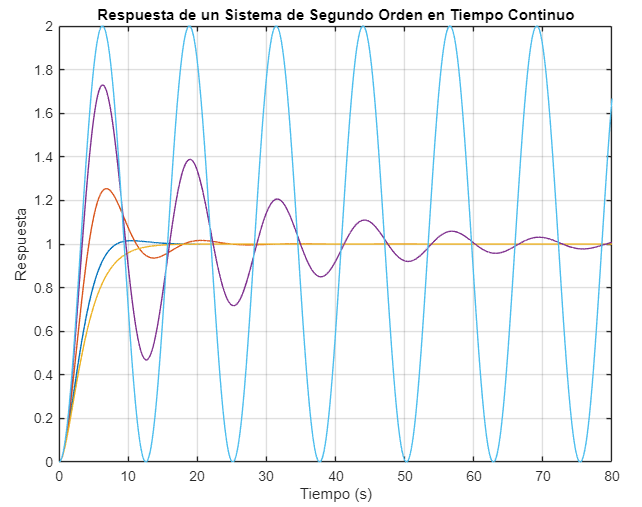 Respuesta de un Sistema de Segundo Orden en Tiempo Continuo
2
1.8
1.6
1.4
1.2
1
0.8
0.6
0.4
0.2
0
Respuesta
0 10 20 30 40 50 60 70 80
Tiempo (s)